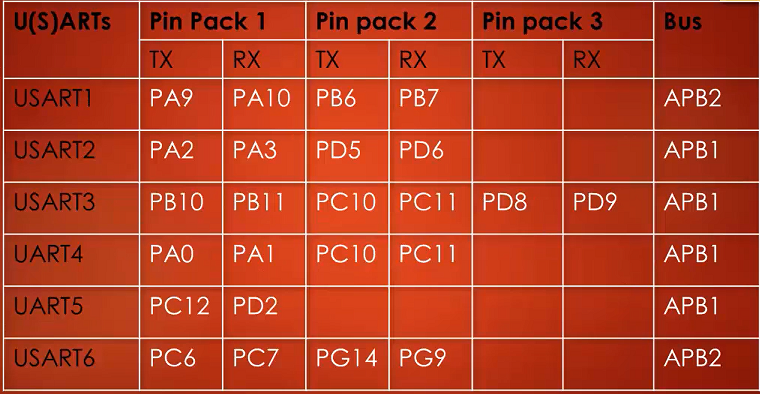 U(S)ARTs Pin Pack 1 Pin pack 2 Pin pack 3 Bus
TX RX TX RX TX RX
USART1 PA9 PA10 PB6 PB7 APB2
USART2 PA2 PA3 PD5 PD6 APB1
USART3 PB10 PB11 PC10 PC11 PD8 PD9 APB1
UART4 PA0 PA1 PC10 PC11 APB1
UART5 PC12 PD2 APB1
USART6 PC6 PC7 PG14 PG9 APB2